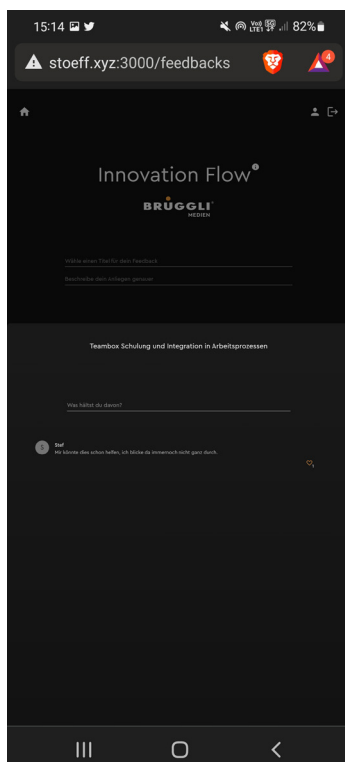 15:14
82%
stoeff.xyz:3000/feedbacks
4
Innovation Flow
BRÜGGLI
MEDIEN
Wähle einen Titel für dein Feedback
Beschreibe dein Anliegen genauer
Teambox Schulung und Integration in Arbeitsprozessen
Was hältst du davon?
S
Stef
Mir könnte dies schon helfen, ich blicke da immernoch nicht ganz durch.
1